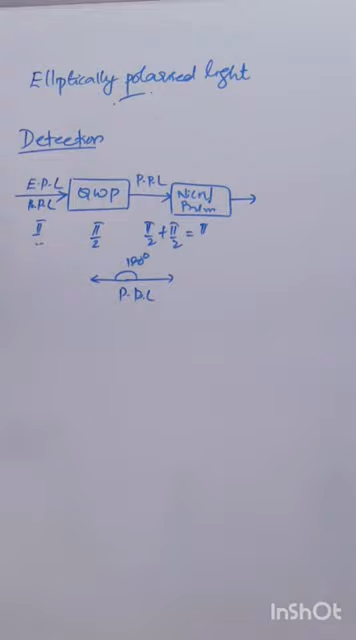 Elliptically polarised light
Detection
E.P.L QWP P.P.L Nicol Prism
π/2 π/2 + π/2 = π
180°
InShOt